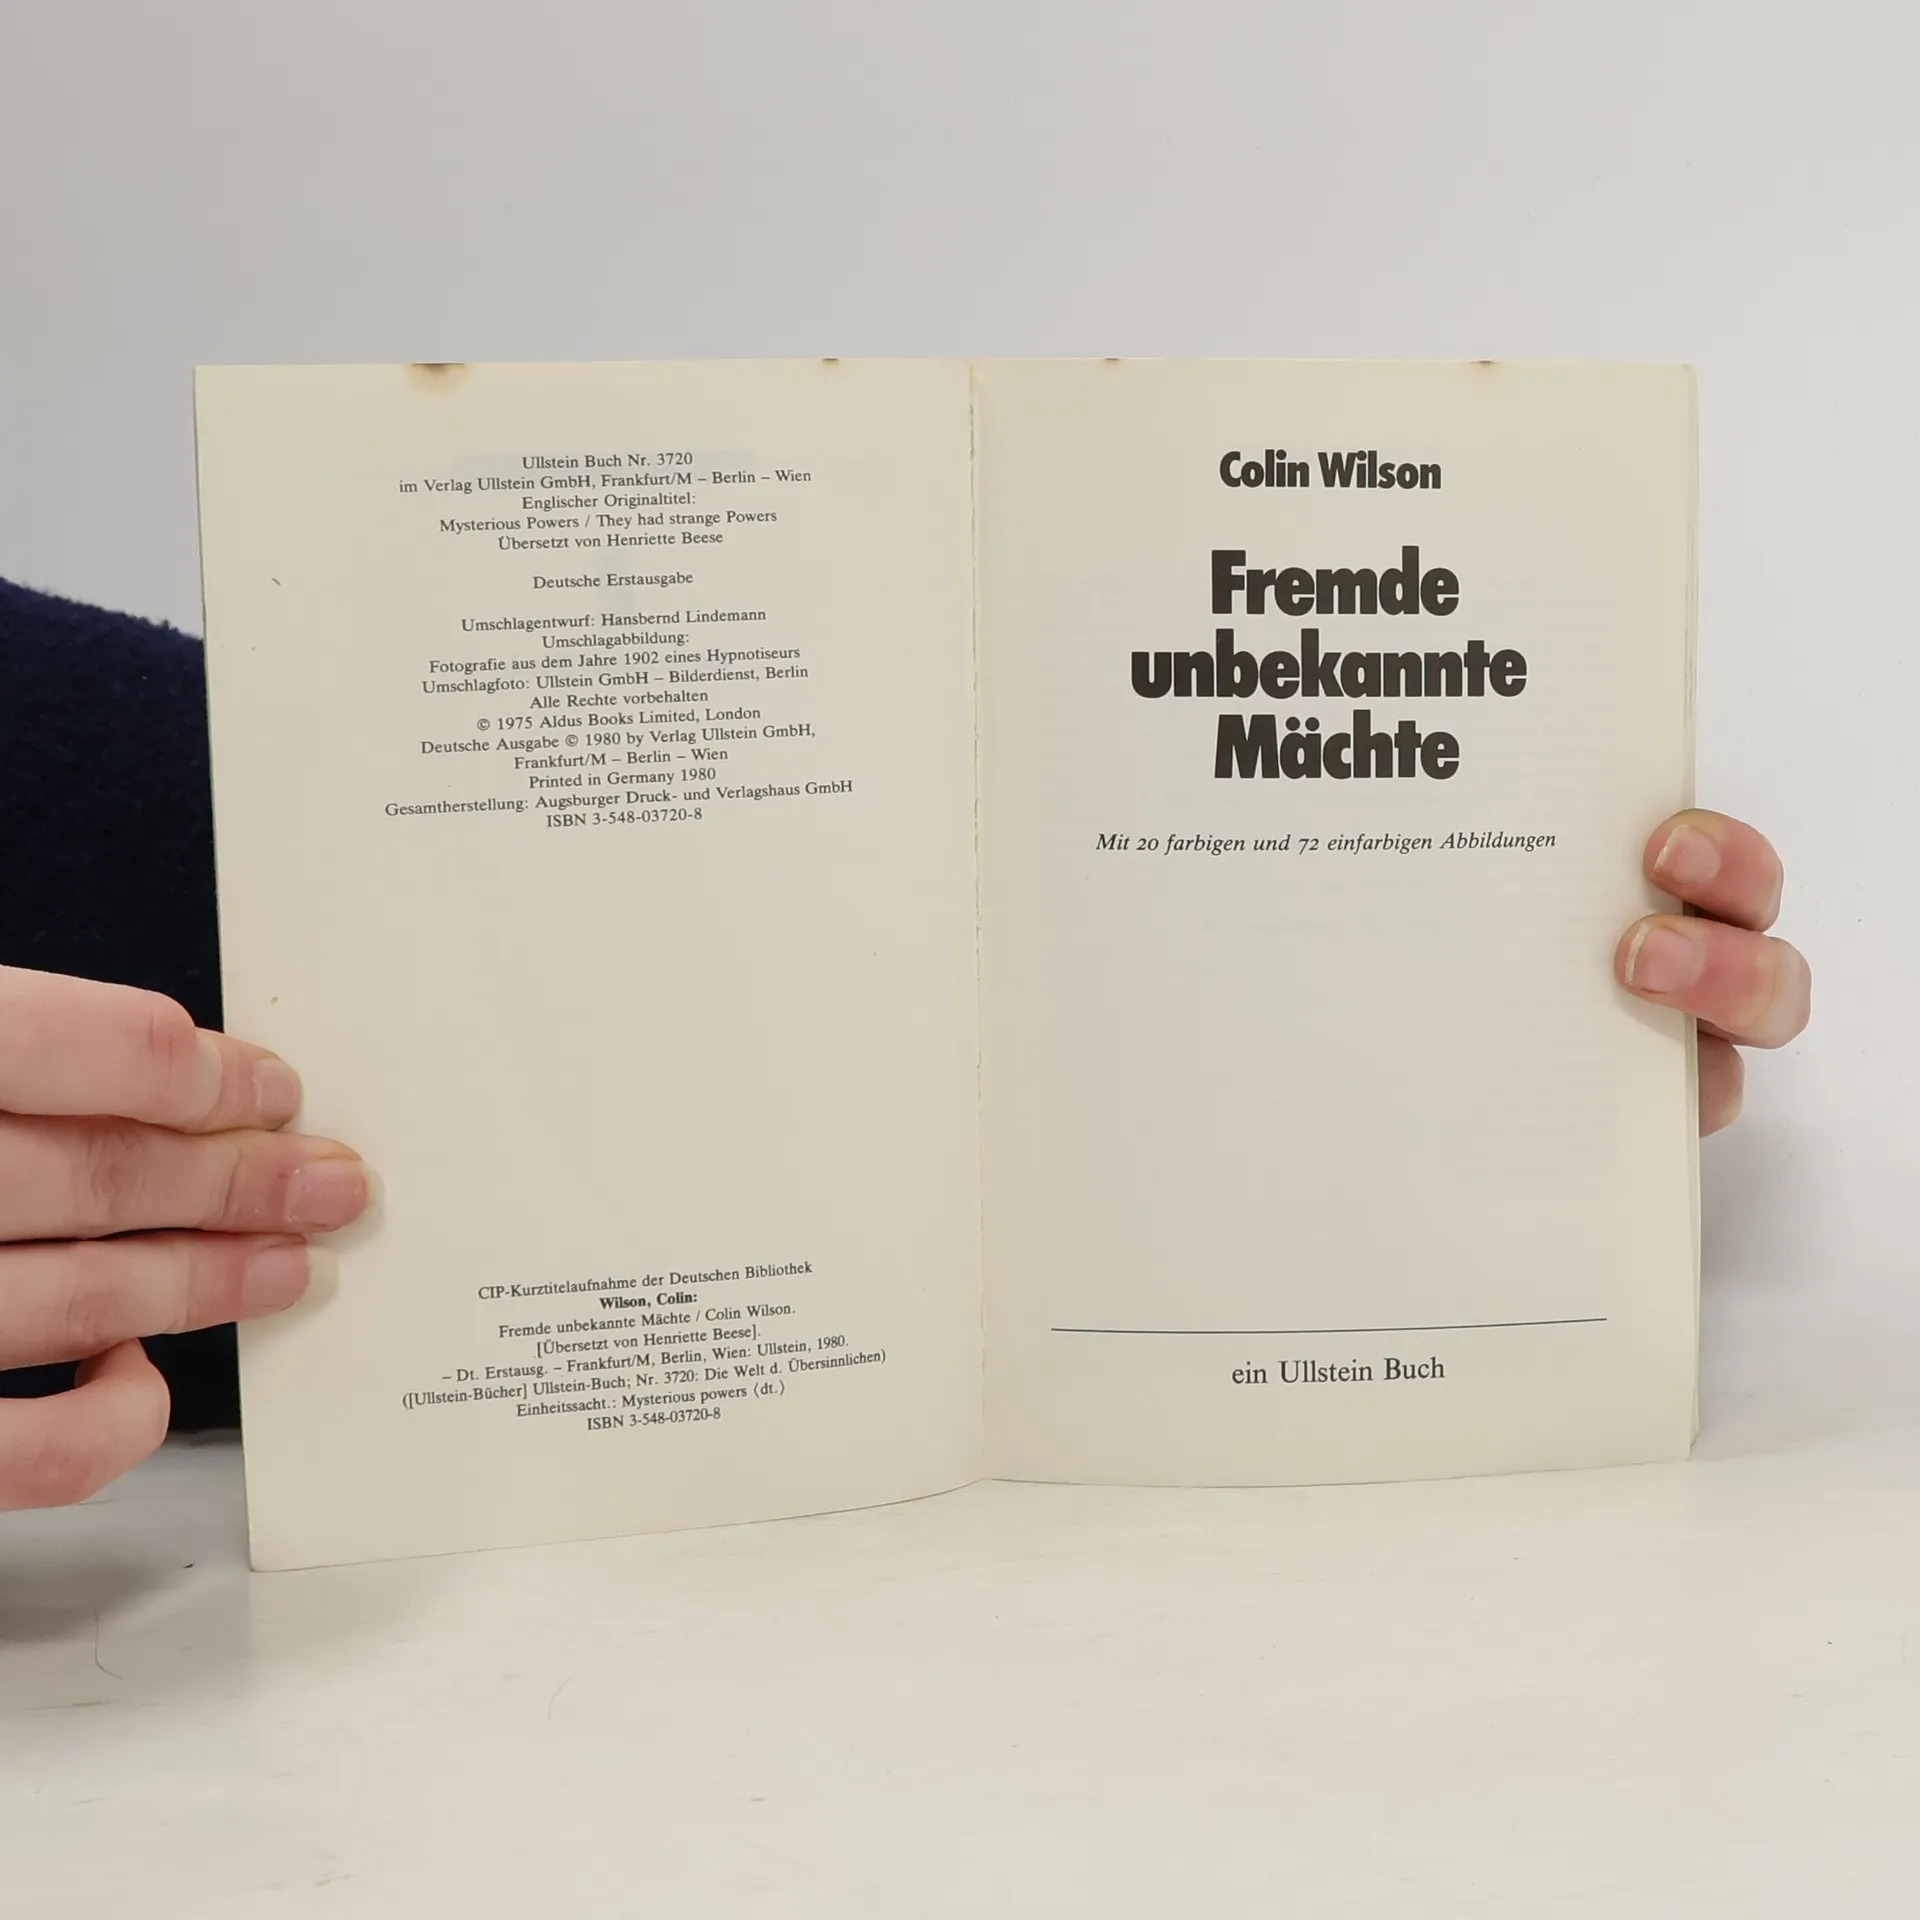 Ullstein Buch Nr. 3720
im Verlag Ullstein GmbH, Frankfurt/M – Berlin – Wien
Englischer Originaltitel:
Mysterious Powers / They had strange Powers
Übersetzt von Henriette Beese
Deutsche Erstausgabe
Umschlagentwurf: Hansbernd Lindemann
Umschlagabbildung:
Fotografie aus dem Jahre 1902 eines Hypnotiseurs
Umschlagfoto: Ullstein GmbH – Bilderdienst, Berlin
Alle Rechte vorbehalten
© 1975 Aldus Books Limited, London
Deutsche Ausgabe © 1980 by Verlag Ullstein GmbH,
Frankfurt/M – Berlin – Wien
Printed in Germany 1980
Gesamtherstellung: Augsburger Druck- und Verlagshaus GmbH
ISBN 3-548-03720-8
CIP-Kurztitelaufnahme der Deutschen Bibliothek
Wilson, Colin:
Fremde unbekannte Mächte / Colin Wilson.
[Übersetzt von Henriette Beese].
– Dt. Erstausg. – Frankfurt/M, Berlin, Wien: Ullstein, 1980.
([Ullstein-Bücher] Ullstein-Buch; Nr. 3720: Die Welt d. Übersinnlichen)
Einheitssacht.: Mysterious powers ⟨dt.⟩
ISBN 3-548-03720-8
Colin Wilson
Fremde
unbekannte
Mächte
Mit 20 farbigen und 72 einfarbigen Abbildungen
ein Ullstein Buch